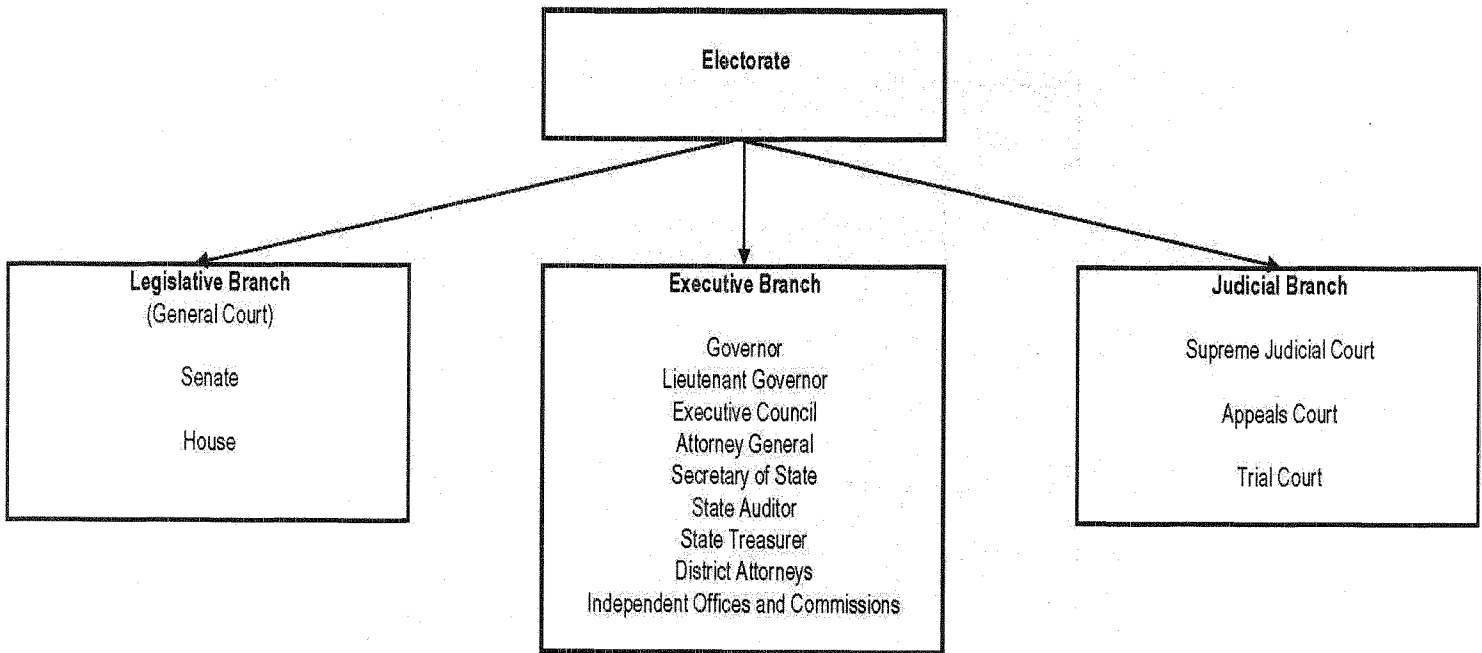 Electorate
Legislative Branch
(General Court)
Senate
House
Executive Branch
Governor
Lieutenant Governor
Executive Council
Attorney General
Secretary of State
State Auditor
State Treasurer
District Attorneys
Independent Offices and Commissions
Judicial Branch
Supreme Judicial Court
Appeals Court
Trial Court